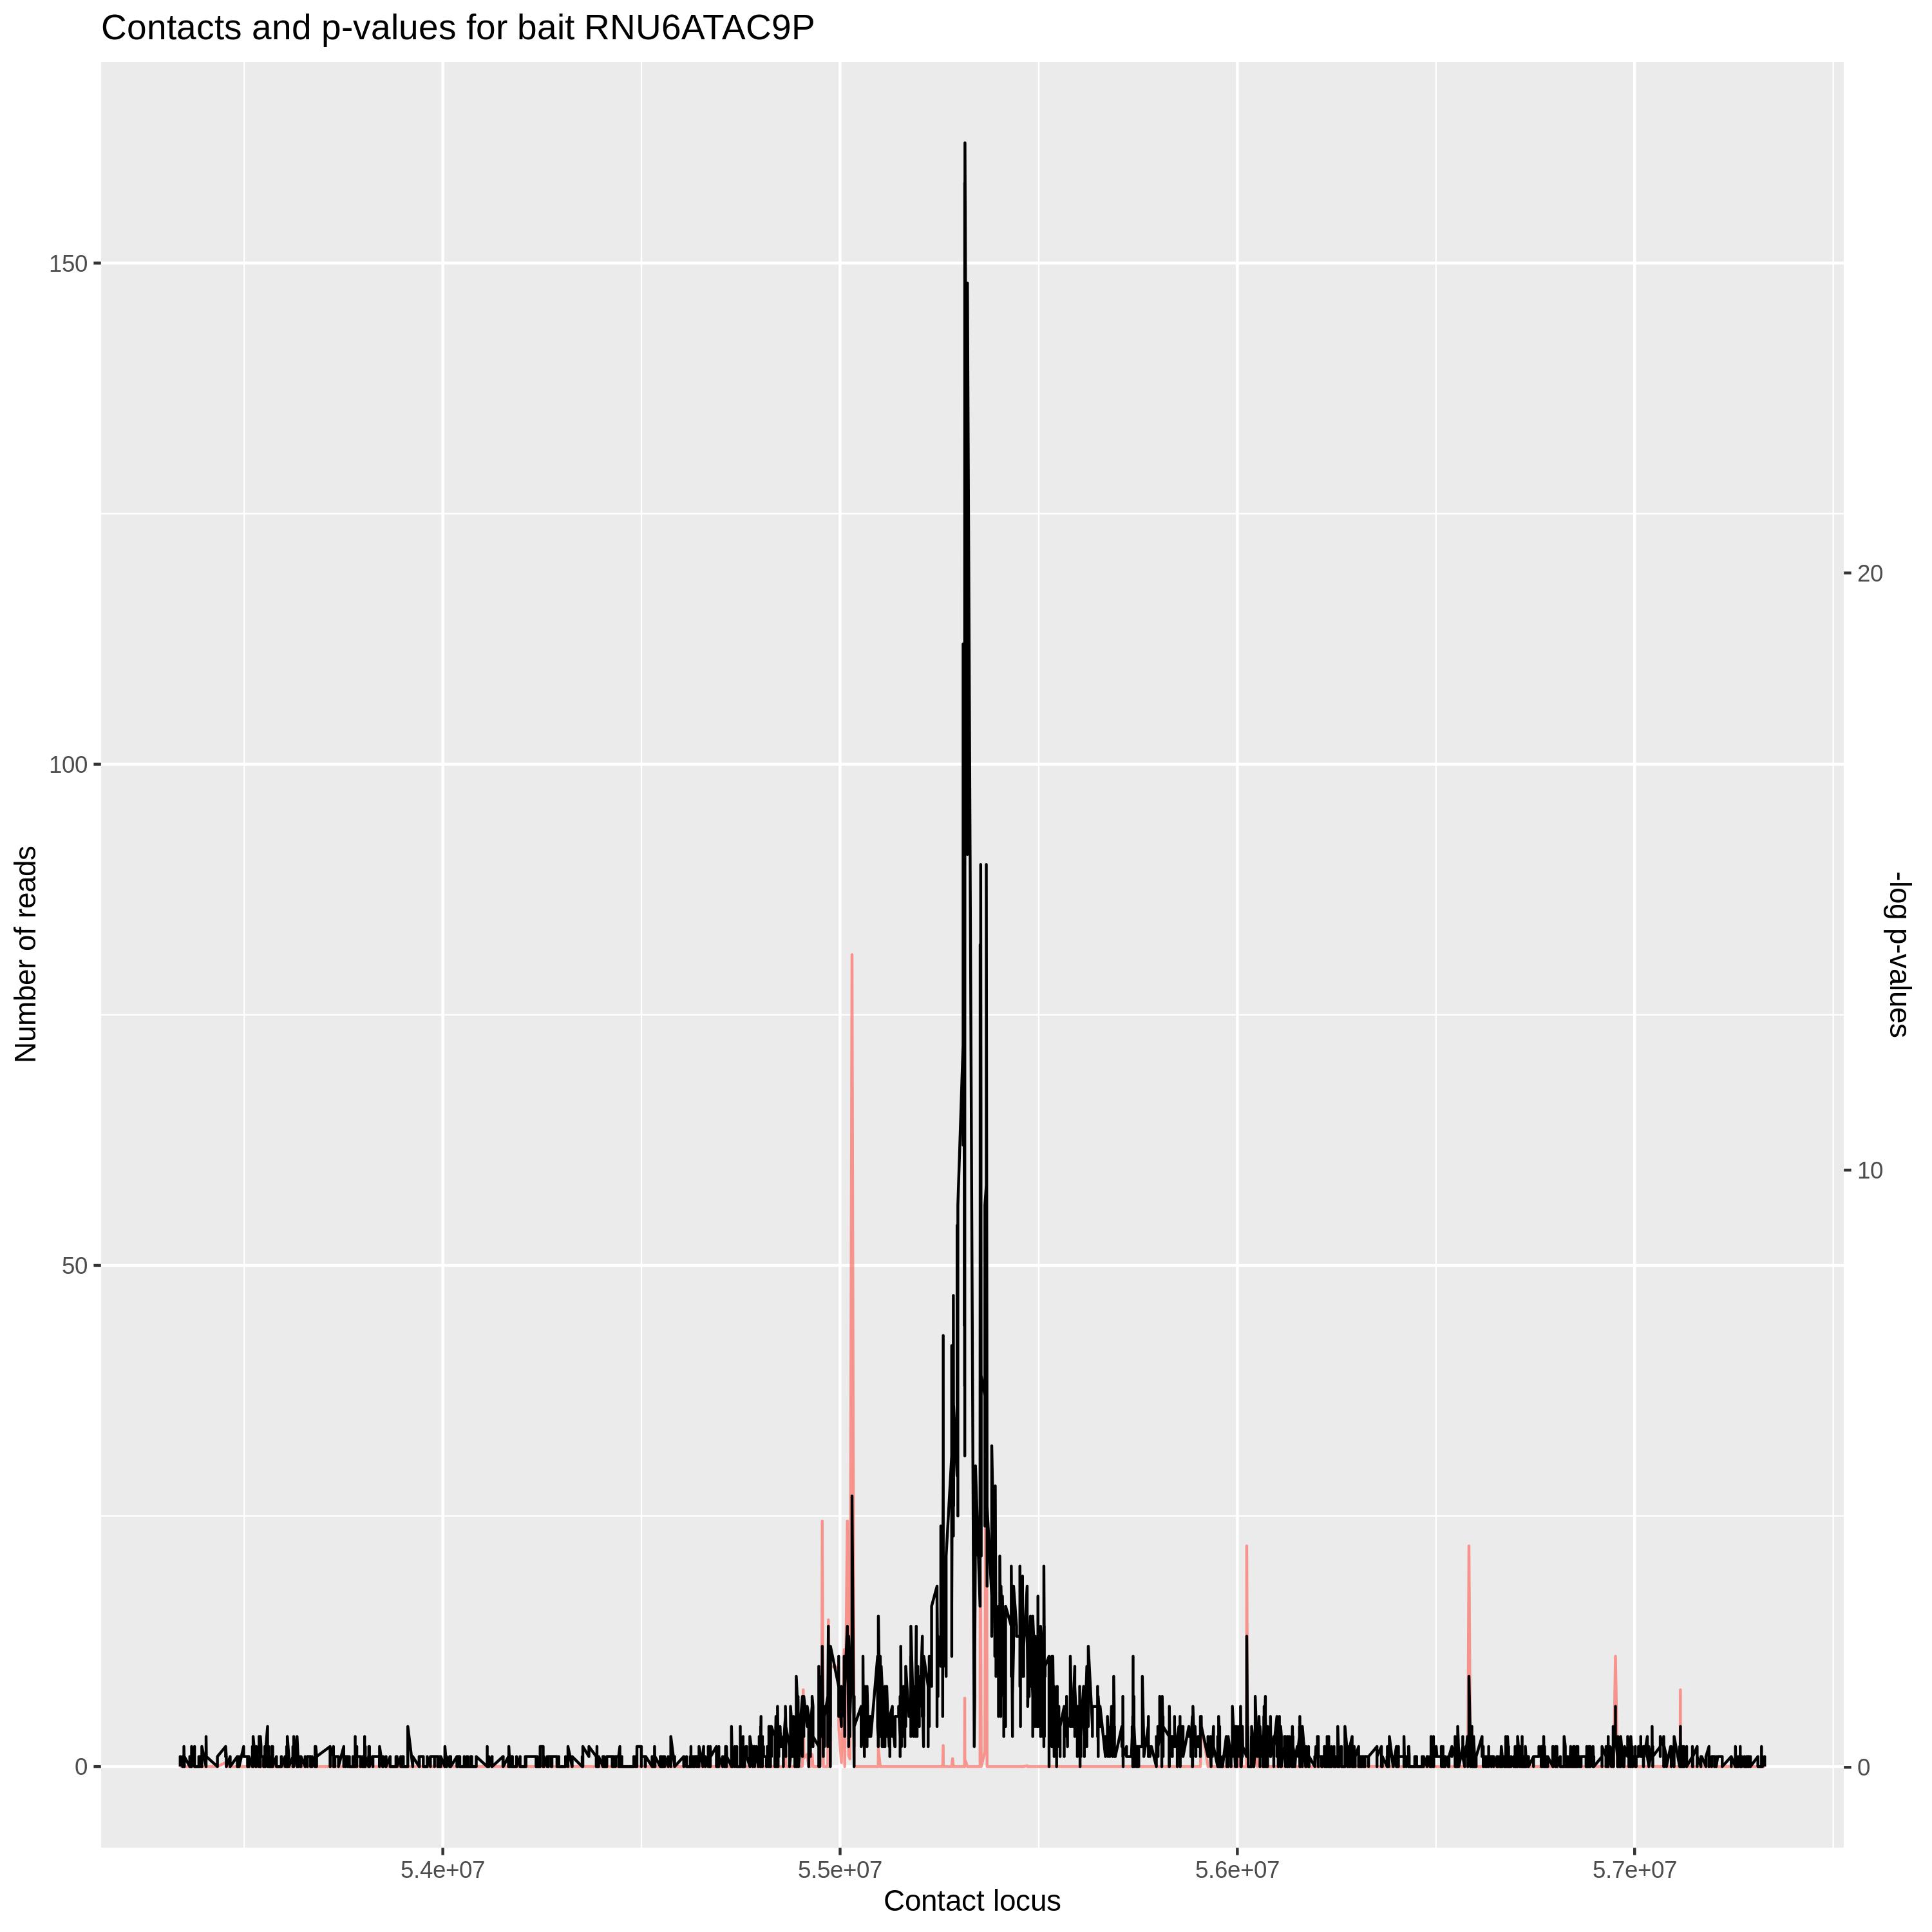 Contacts and p-values for bait RNU6ATAC9P
150
100
50
0
Number of reads
20
10
0
-log p-values
5.4e+07
5.5e+07
5.6e+07
5.7e+07
Contact locus